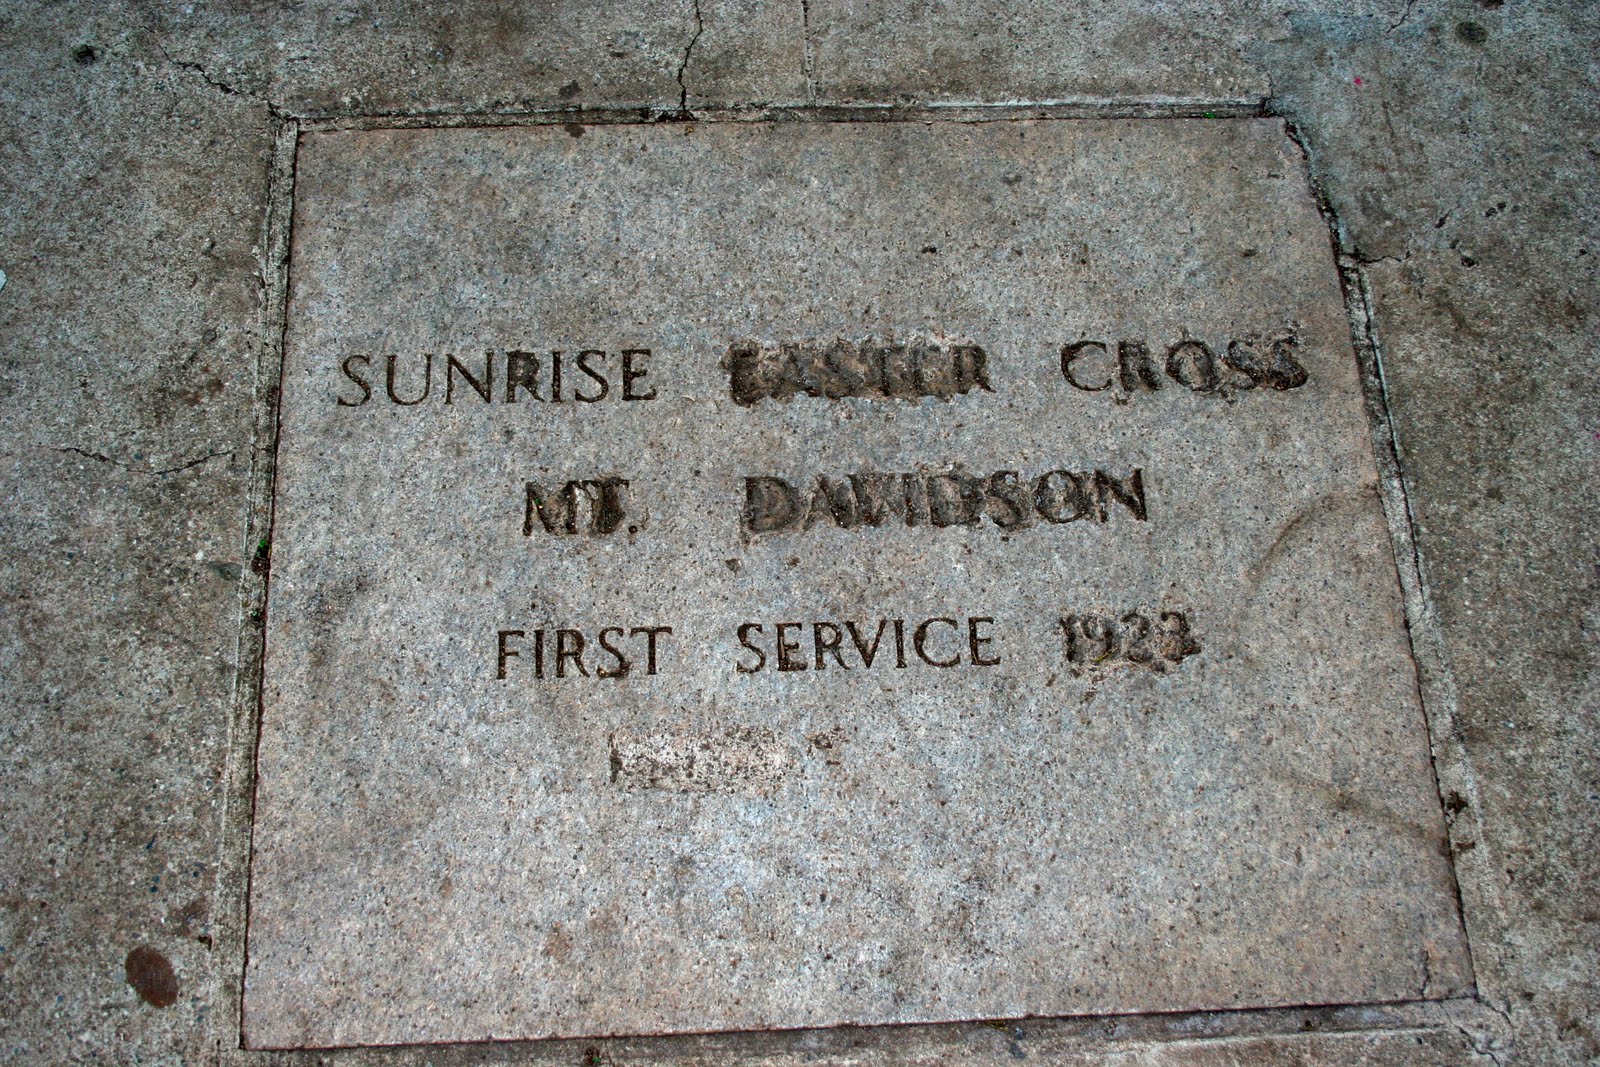 SUNRISE EASTER CROSS
MT. DAVIDSON
FIRST SERVICE 1923